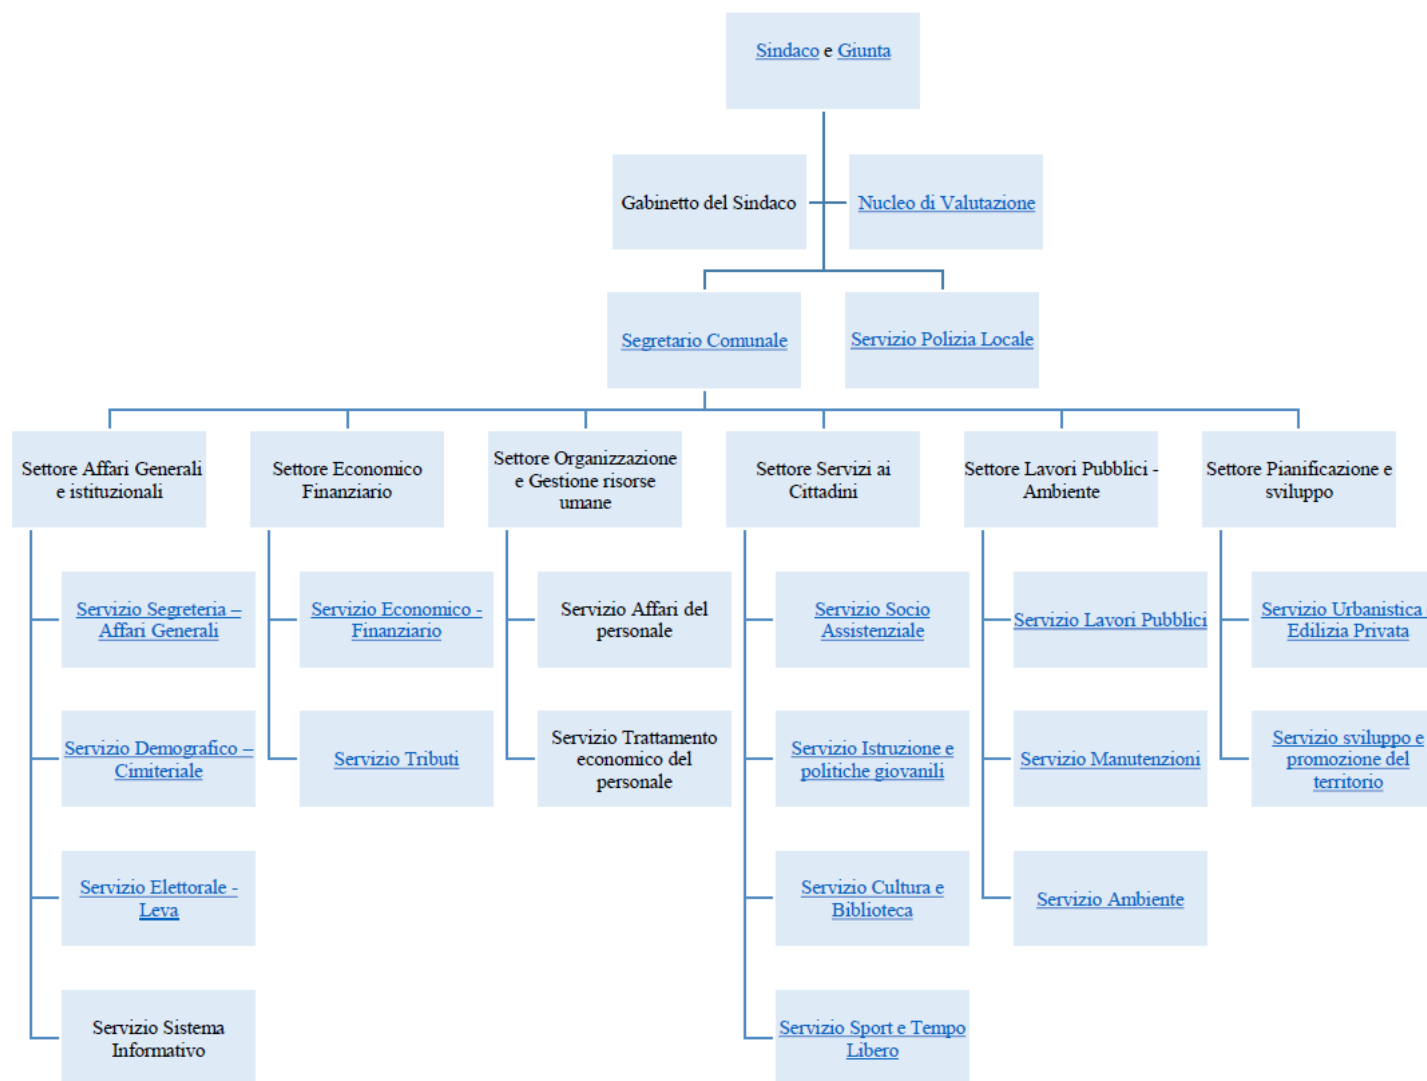 Sindaco e Giunta
Gabinetto del Sindaco
Nucleo di Valutazione
Segretario Comunale
Servizio Polizia Locale
Settore Affari Generali
e istituzionali
Settore Economico
Finanziario
Settore Organizzazione
e Gestione risorse
umane
Settore Servizi ai
Cittadini
Settore Lavori Pubblici -
Ambiente
Settore Pianificazione e
sviluppo
Servizio Segreteria –
Affari Generali
Servizio Economico -
Finanziario
Servizio Affari del
personale
Servizio Socio
Assistenziale
Servizio Lavori Pubblici
Servizio Urbanistica
Edilizia Privata
Servizio Demografico –
Cimiteriale
Servizio Tributi
Servizio Trattamento
economico del
personale
Servizio Istruzione e
politiche giovanili
Servizio Manutenzioni
Servizio sviluppo e
promozione del
territorio
Servizio Elettorale -
Leva
Servizio Cultura e
Biblioteca
Servizio Ambiente
Servizio Sistema
Informativo
Servizio Sport e Tempo
Libero